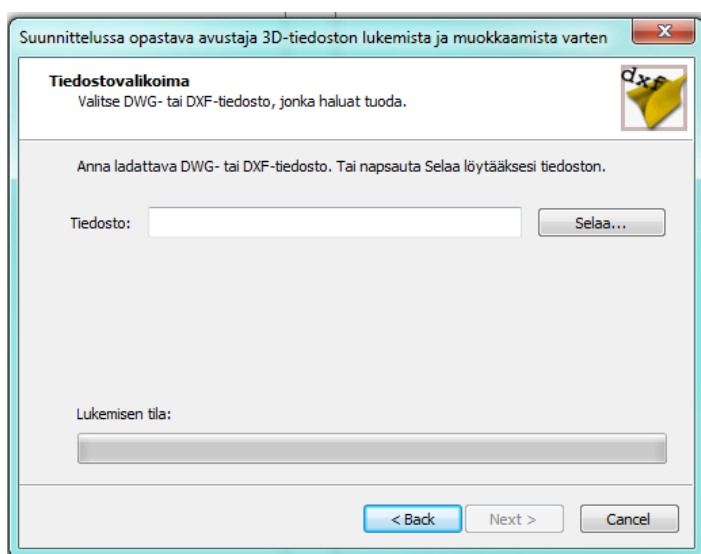 Suunnittelussa opastava avustaja 3D-tiedoston lukemista ja muokkaamista varten
Tiedostovalikoima
Valitse DWG- tai DXF-tiedosto, jonka haluat tuoda.
dxf
Anna ladattava DWG- tai DXF-tiedosto. Tai napsauta Selaa löytääksesi tiedoston.
Tiedosto: Selaa...
Lukemisen tila:
< Back Next > Cancel